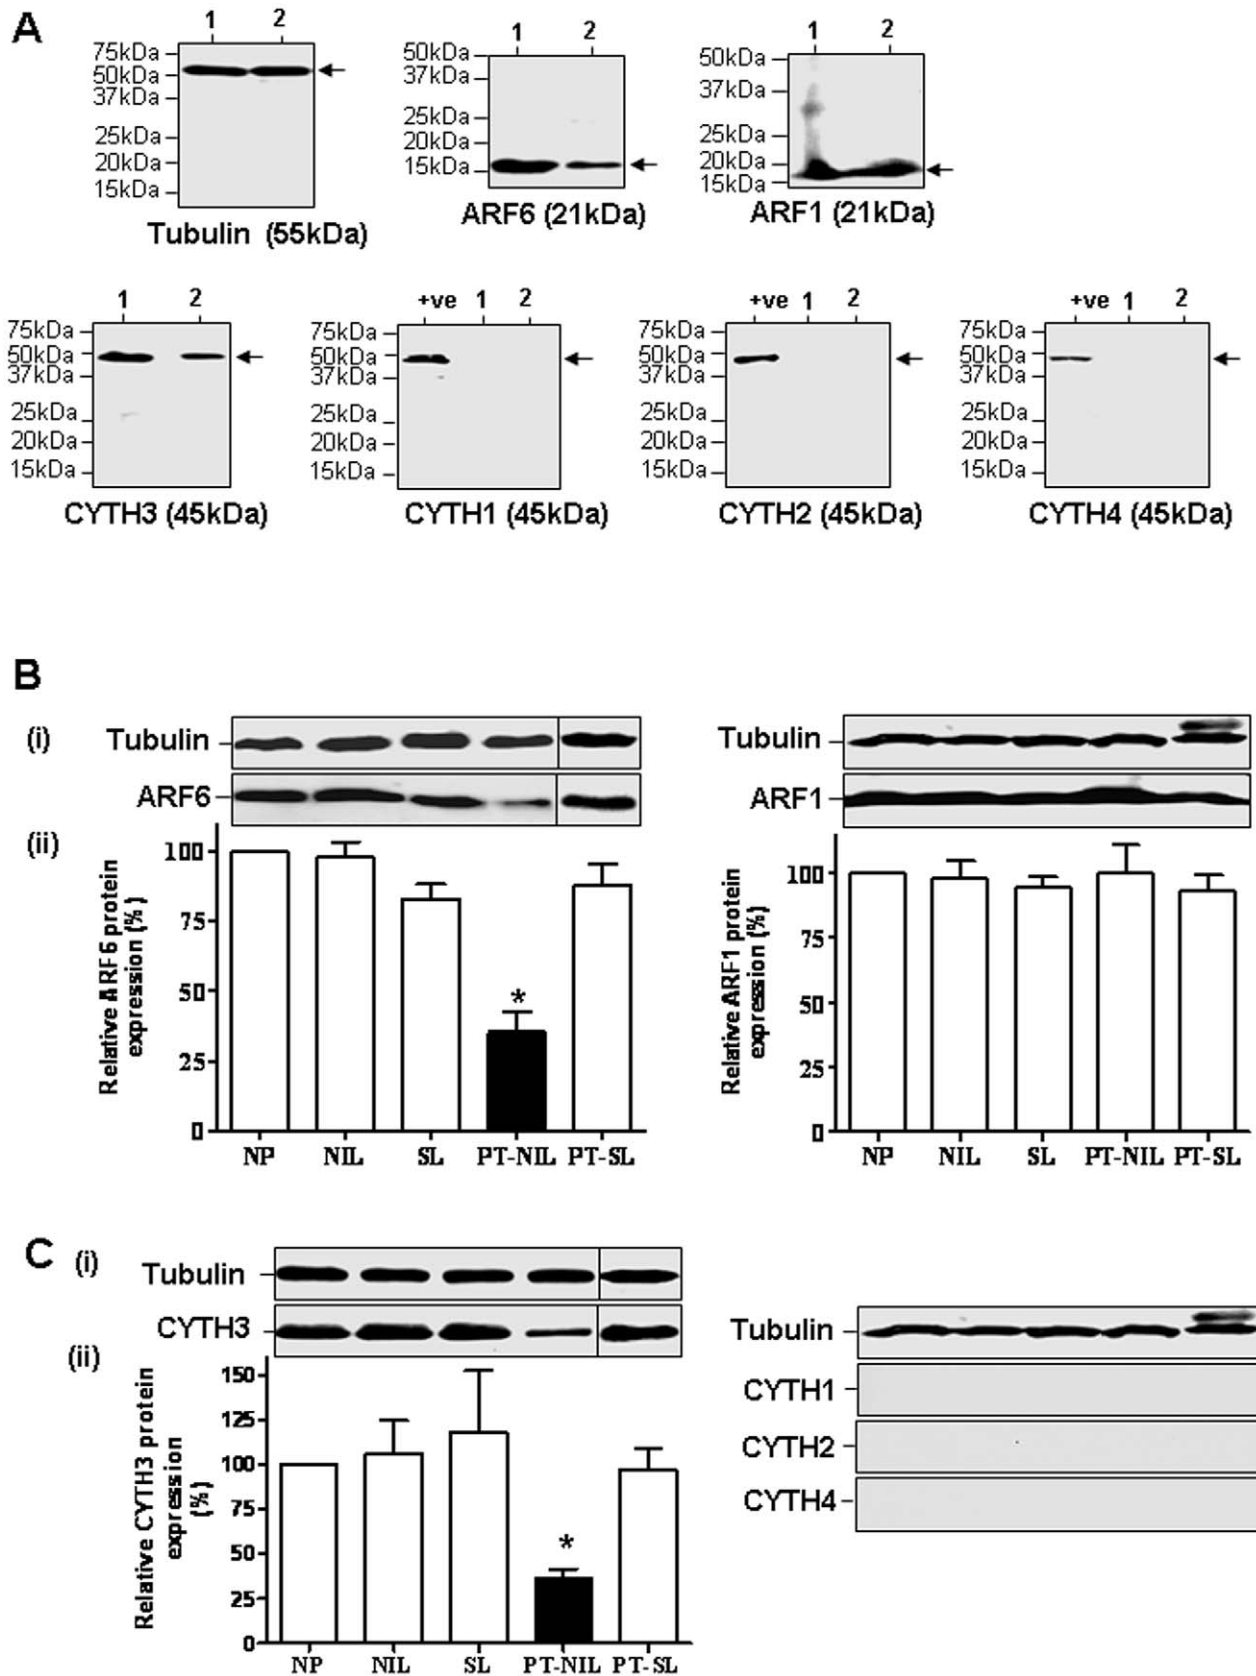 A
1 2
75kDa
50kDa
37kDa
25kDa
20kDa
15kDa
Tubulin (55kDa)
1 2
50kDa
37kDa
25kDa
20kDa
15kDa
ARF6 (21kDa)
1 2
50kDa
37kDa
25kDa
20kDa
15kDa
ARF1 (21kDa)
1 2
75kDa
50kDa
37kDa
25kDa
20kDa
15kDa
CYTH3 (45kDa)
+ve 1 2
75kDa
50kDa
37kDa
25kDa
20kDa
15kDa
CYTH1 (45kDa)
+ve 1 2
75kDa
50kDa
37kDa
25kDa
20kDa
15kDa
CYTH2 (45kDa)
+ve 1 2
75kDa
50kDa
37kDa
25kDa
20kDa
15kDa
CYTH4 (45kDa)
B
(i)
Tubulin
ARF6
(ii)
Relative ARF6 protein
expression (%)
100
75
50
25
0
*
NP NIL SL PT-NIL PT-SL
Tubulin
ARF1
Relative ARF1 protein
expression (%)
100
75
50
25
0
NP NIL SL PT-NIL PT-SL
C
(i)
Tubulin
CYTH3
(ii)
Relative CYTH3 protein
expression
(%)
150
125
100
75
50
25
0
*
NP NIL SL PT-NIL PT-SL
Tubulin
CYTH1
CYTH2
CYTH4